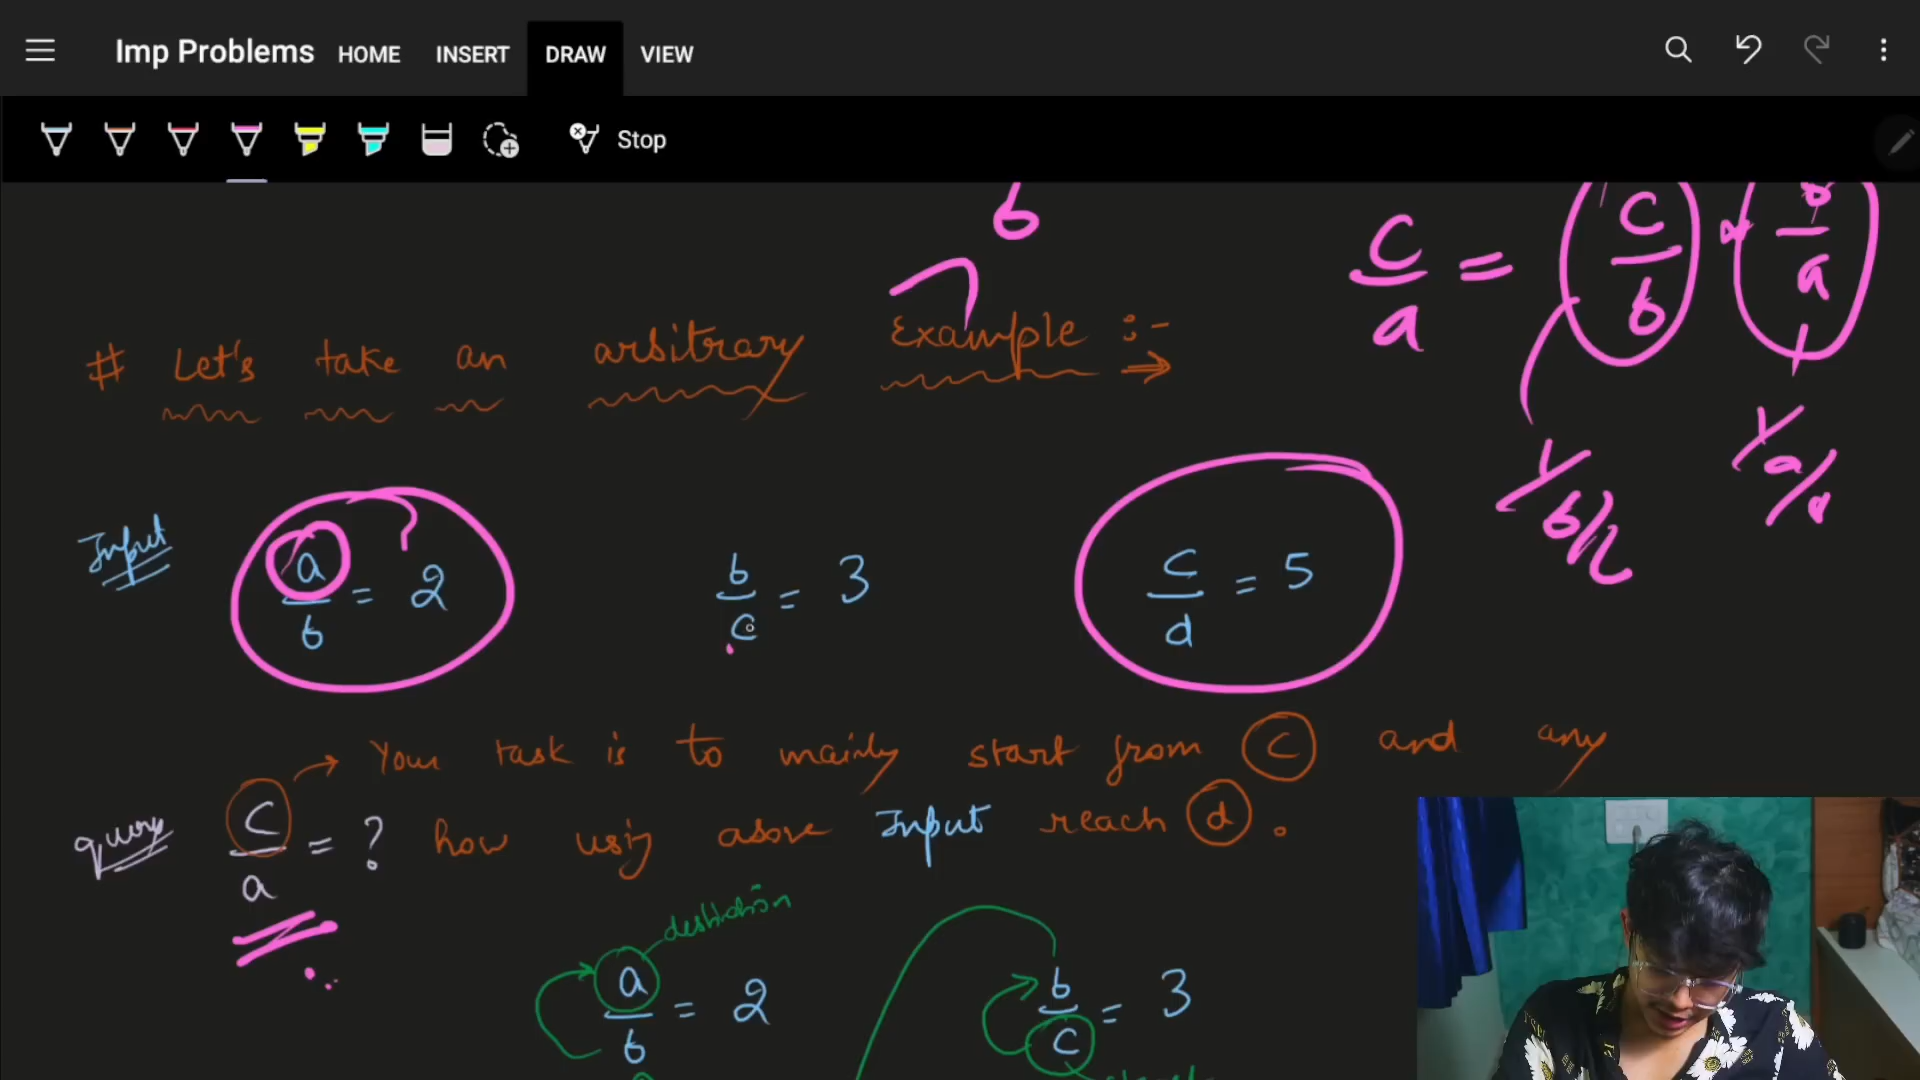 Imp Problems HOME INSERT DRAW VIEW
Stop
b
c/a = c/b * b/a
# Let's take an arbitrary Example :- →
Input a/b = 2 b/c = 3 c/d = 5
→ Your task is to mainly start from c and any
query c/a = ? how using above Input reach d .
destination
a/b = 2 b/c = 3